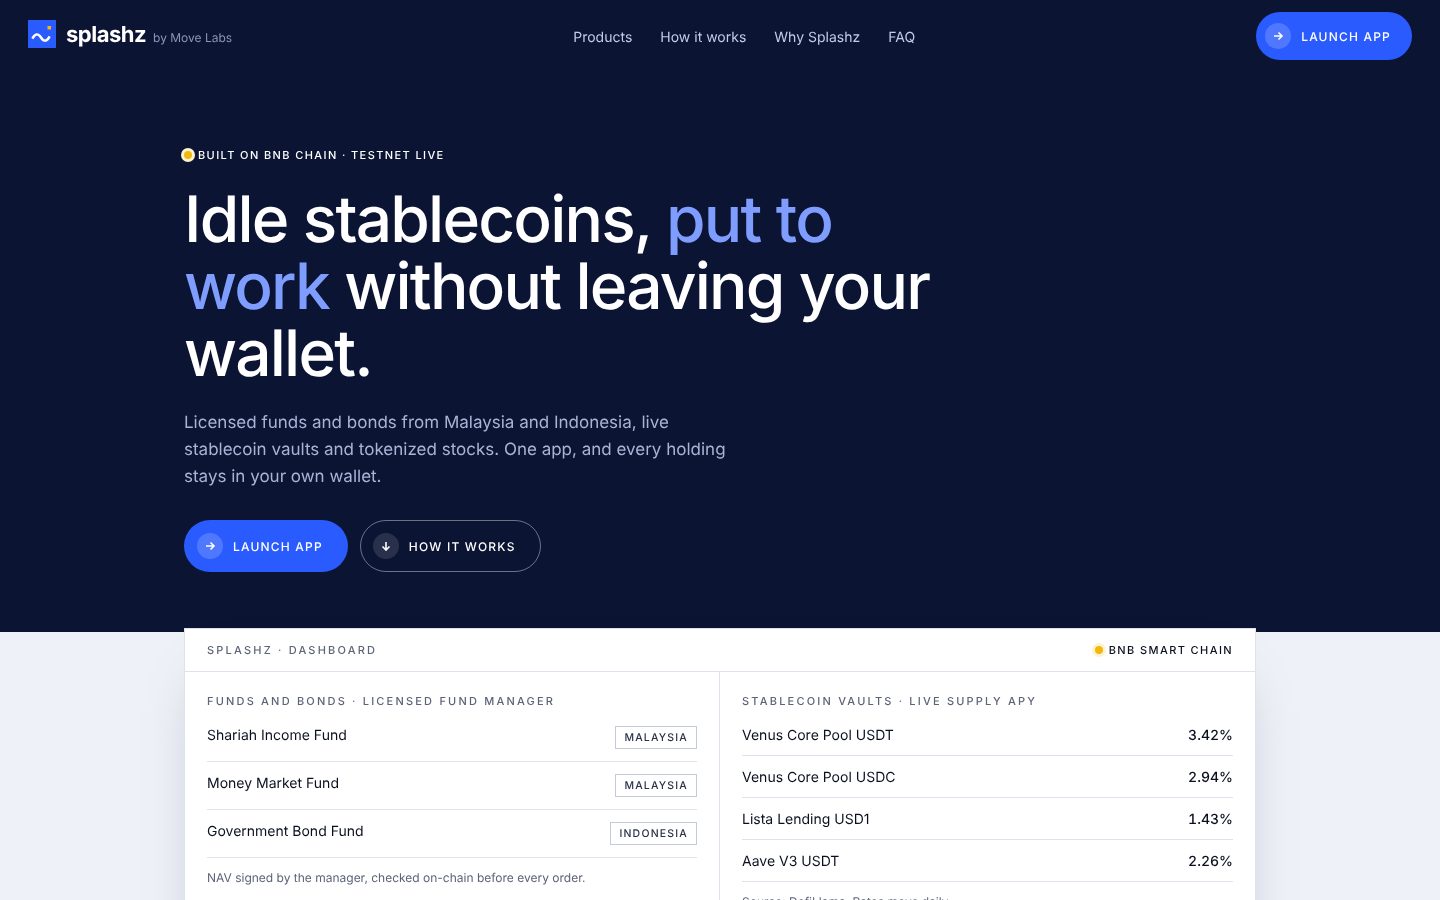 splashz by Move Labs
Products
How it works
Why Splashz
FAQ
LAUNCH APP
BUILT ON BNB CHAIN · TESTNET LIVE
Idle stablecoins, put to
work without leaving your
wallet.
Licensed funds and bonds from Malaysia and Indonesia, live
stablecoin vaults and tokenized stocks. One app, and every holding
stays in your own wallet.
LAUNCH APP
HOW IT WORKS
SPLASHZ · DASHBOARD
BNB SMART CHAIN
FUNDS AND BONDS · LICENSED FUND MANAGER
Shariah Income Fund
MALAYSIA
Money Market Fund
MALAYSIA
Government Bond Fund
INDONESIA
NAV signed by the manager, checked on-chain before every order.
STABLECOIN VAULTS · LIVE SUPPLY APY
Venus Core Pool USDT
3.42%
Venus Core Pool USDC
2.94%
Lista Lending USD1
1.43%
Aave V3 USDT
2.26%